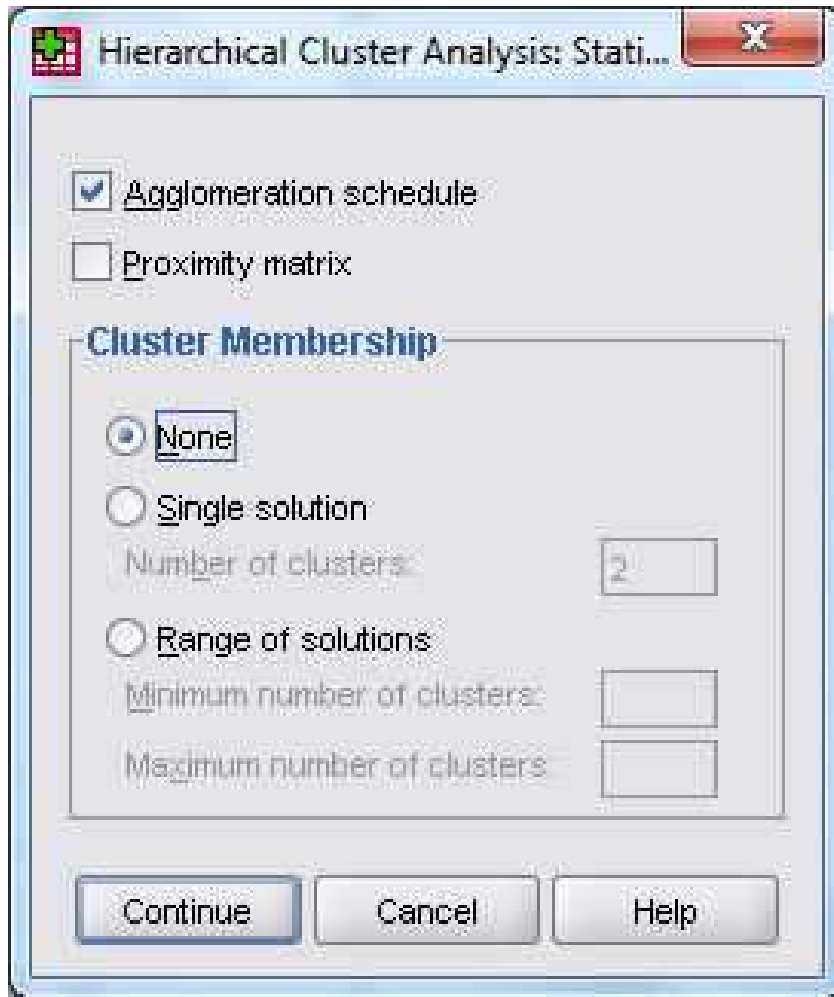 Hierarchical Cluster Analysis: Stati...
Agglomeration schedule
Proximity matrix
Cluster Membership
None
Single solution
Number of clusters: 2
Range of solutions
Minimum number of clusters:
Maximum number of clusters:
Continue Cancel Help